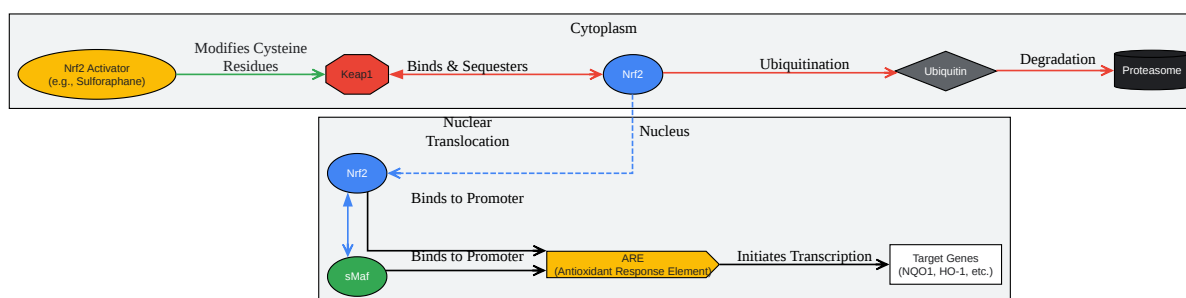 Cytoplasm
Nrf2 Activator
(e.g., Sulforaphane)
Modifies Cysteine
Residues
Keap1
Binds & Sequesters
Nrf2
Ubiquitination
Ubiquitin
Degradation
Proteasome
Nuclear
Translocation
Nucleus
Nrf2
Binds to Promoter
sMaf
Binds to Promoter
ARE
(Antioxidant Response Element)
Initiates Transcription
Target Genes
(NQO1, HO-1, etc.)